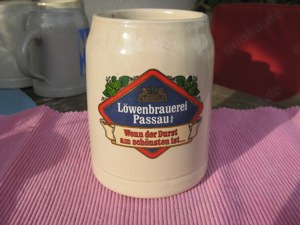 Löwenbrauerei
Passau
Wenn der Durst
am schönsten ist...